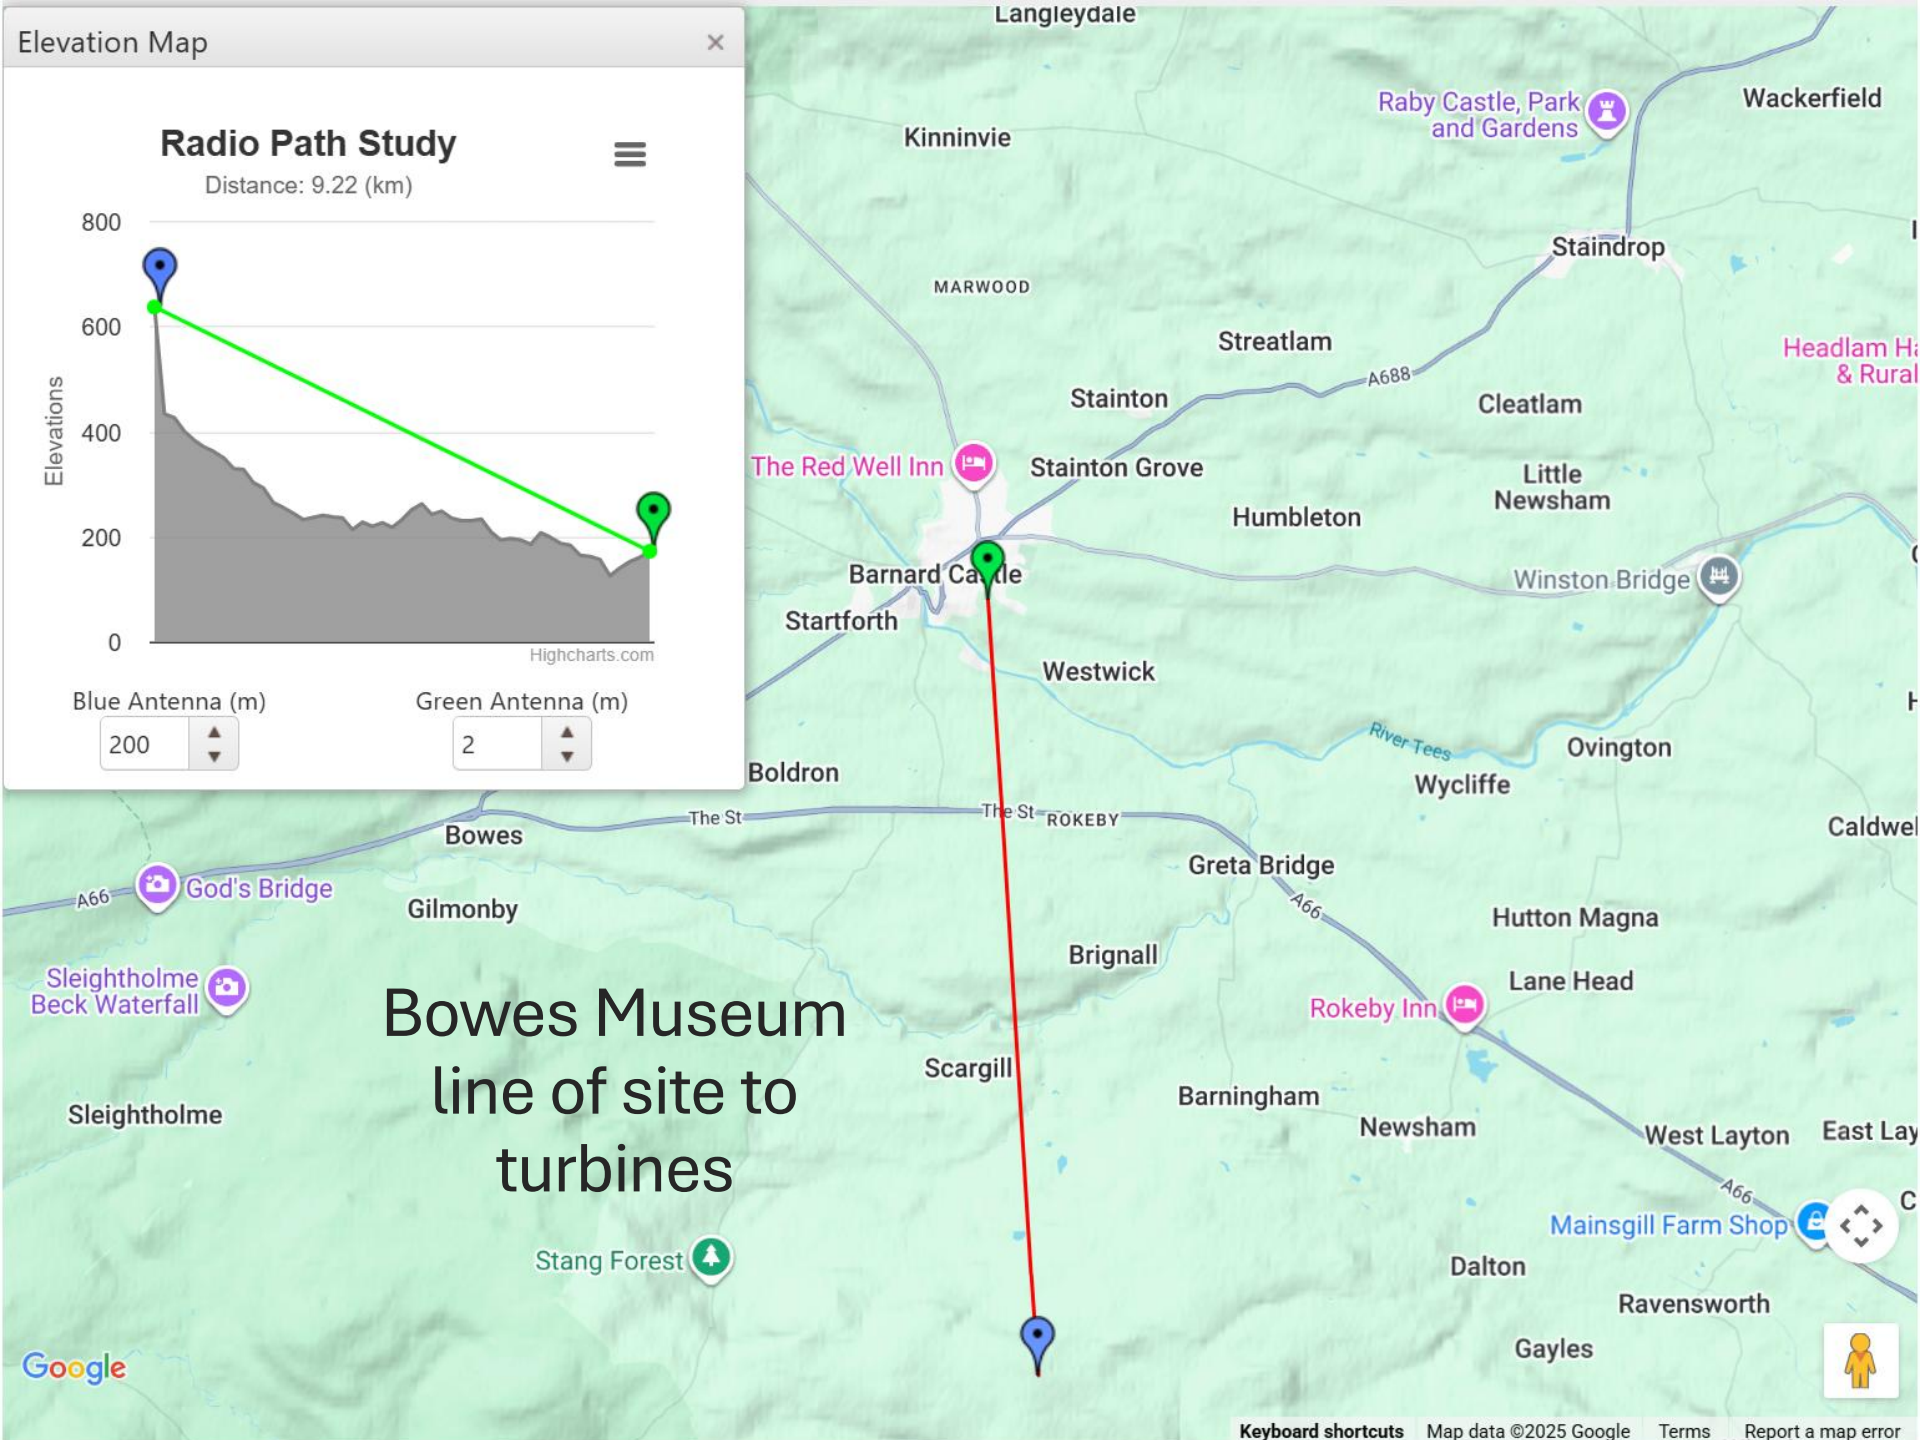 Elevation Map
×
Radio Path Study
Distance: 9.22 (km)
800
600
400
200
0
Elevations
Highcharts.com
Blue Antenna (m)
Green Antenna (m)
200
2
Langleydale
Raby Castle, Park
and Gardens
Wackerfield
Kinninvie
Staindrop
MARWOOD
Streatlam
Headlam Ha
& Rural
A688
Stainton
Cleatlam
The Red Well Inn
Stainton Grove
Little
Newsham
Humbleton
Barnard Castle
Winston Bridge
Startforth
Westwick
River Tees
Ovington
Boldron
Wycliffe
The St
The St
ROKEBY
Bowes
Caldwel
Greta Bridge
A66
God's Bridge
A66
Gilmonby
Hutton Magna
Brignall
Sleightholme
Beck Waterfall
Lane Head
Rokeby Inn
Bowes Museum
line of site to
turbines
Scargill
Barningham
Sleightholme
Newsham
West Layton
East Lay
A66
Mainsgill Farm Shop
Stang Forest
Dalton
Ravensworth
Gayles
Google
Keyboard shortcuts
Map data ©2025 Google
Terms
Report a map error